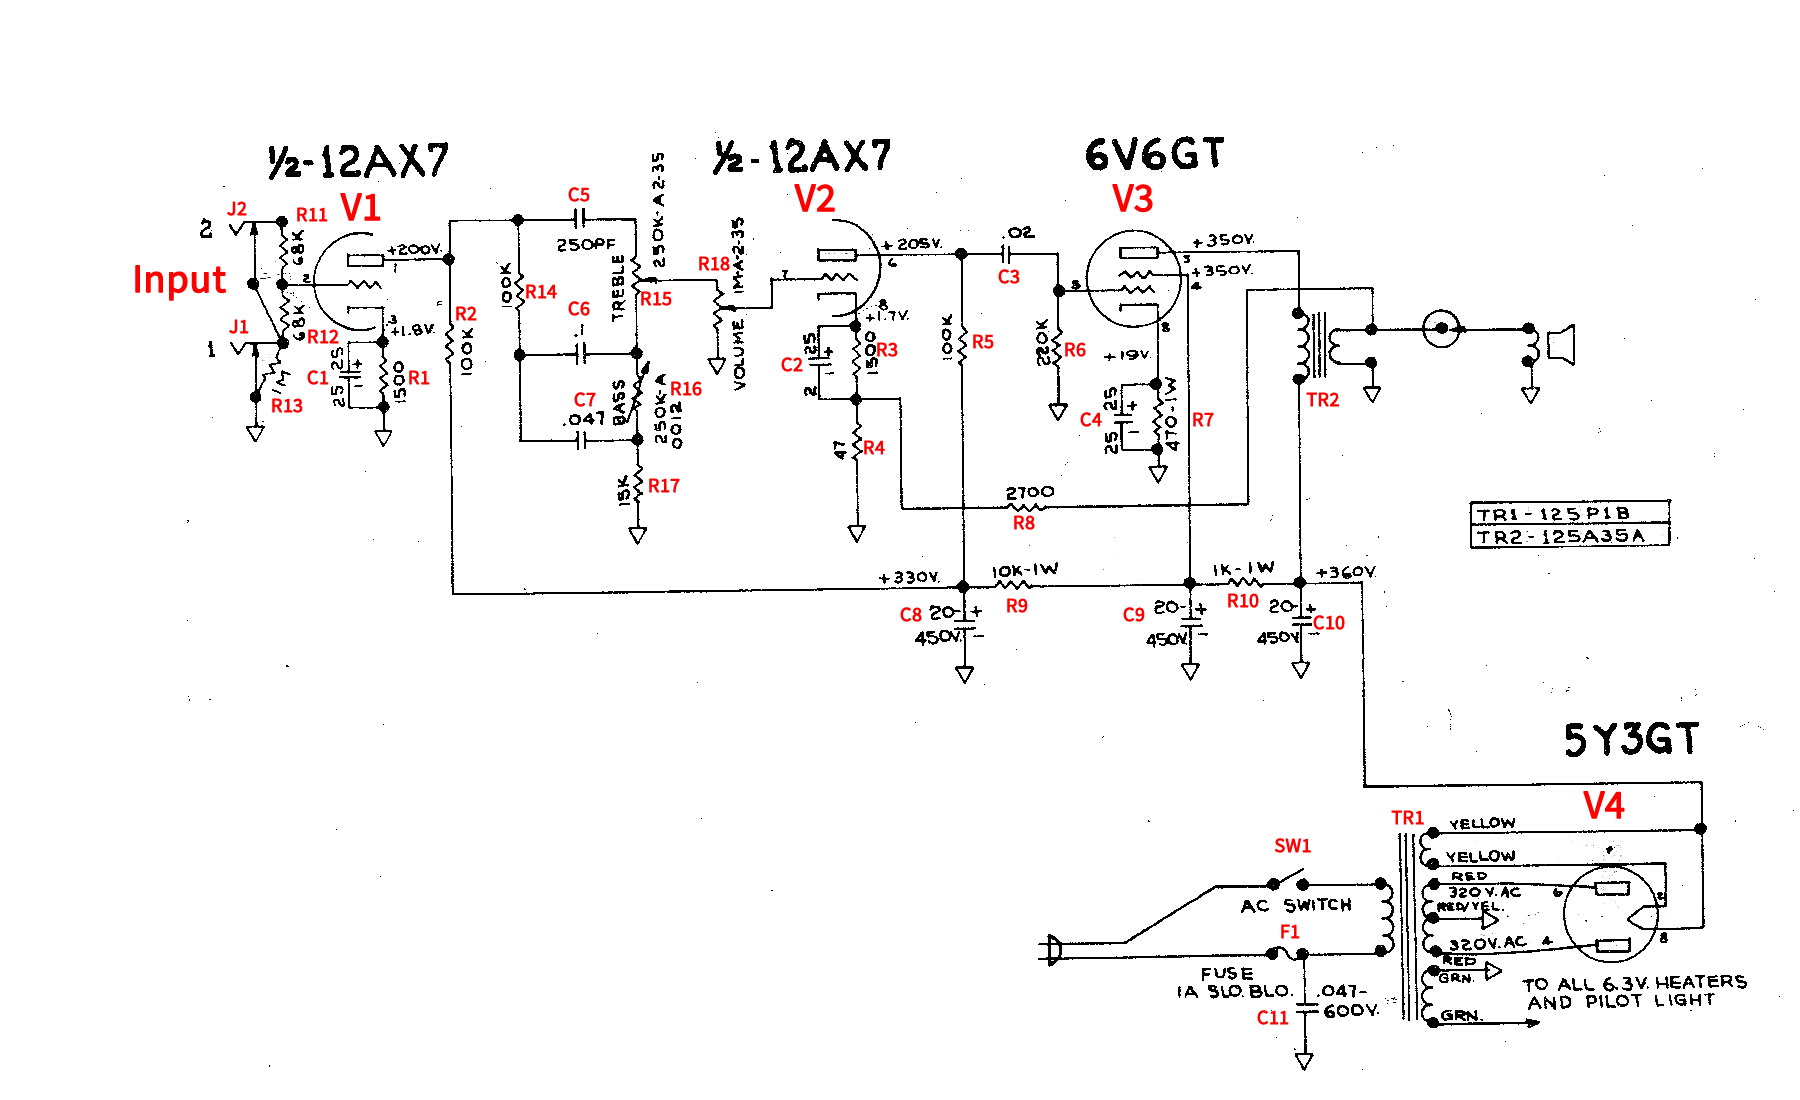 ½-12AX7
V1
½-12AX7
V2
6V6GT
V3
J2
2
R11
68K
Input
J1
1
R12
68K
R13
2
+200V.
1
3
+1.8V.
C1
25
25
R1
1500
R2
100K
C5
250PF
R14
100K
C6
.1
C7
.047
250K-A 2-35
TREBLE
R15
BASS
R16
250K-A
0012
R17
15K
R18
1M-A-2-35
VOLUME
7
+205V.
6
8
+1.7V.
C2
25
2
R3
1500
R4
47
R5
100K
.02
C3
R6
220K
5
+350V.
3
+350V.
4
8
+19V.
C4
25
25
R7
470-1W
2700
R8
TR2
TR1-125P1B
TR2-125A35A
+330V.
10K-1W
R9
1K-1W
R10
+360V.
C8
20-
+
450V.
-
C9
20-
+
450V.
-
C10
20-
+
450V.
-
5Y3GT
V4
TR1
YELLOW
YELLOW
RED
320 V. AC
RED/YEL.
320V. AC
RED
GRN.
GRN.
6
2
4
8
SW1
AC SWITCH
F1
FUSE
1A SLO. BLO.
.047-
600V.
C11
TO ALL 6.3V. HEATERS
AND PILOT LIGHT